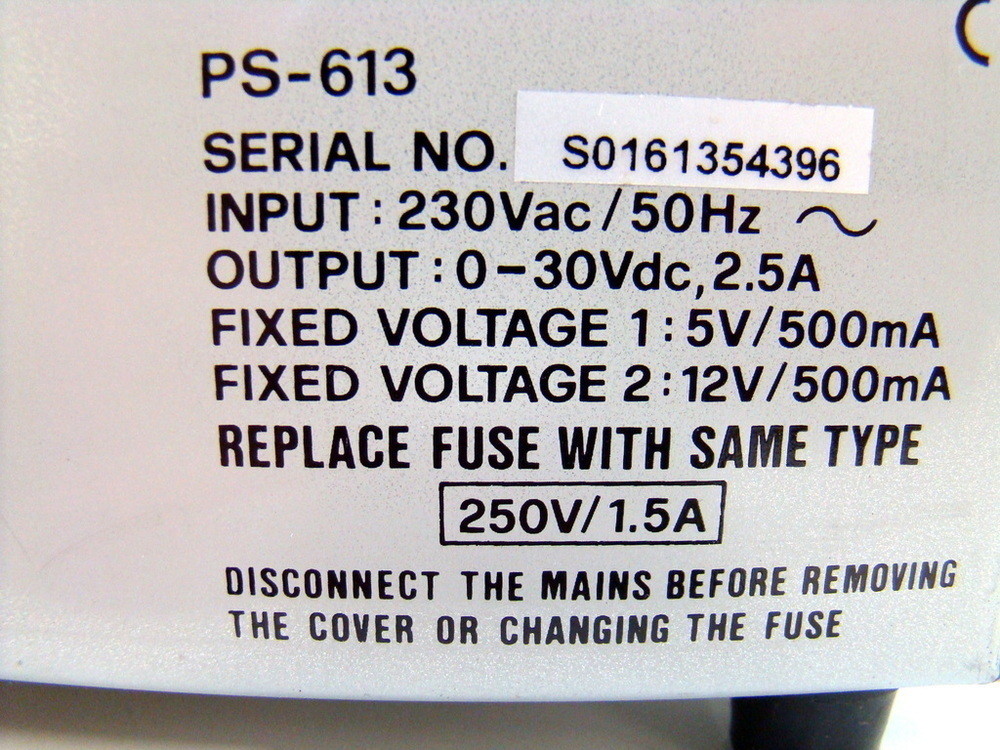 PS-613
SERIAL NO. S0161354396
INPUT : 230Vac / 50Hz ~
OUTPUT : 0-30Vdc, 2.5A
FIXED VOLTAGE 1 : 5V/500mA
FIXED VOLTAGE 2 : 12V/500mA
REPLACE FUSE WITH SAME TYPE
250V/1.5A
DISCONNECT THE MAINS BEFORE REMOVING
THE COVER OR CHANGING THE FUSE